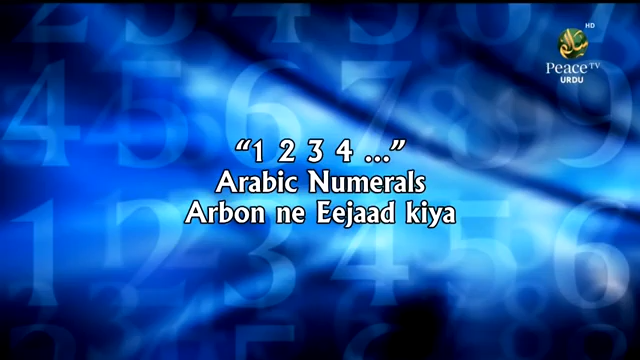 HD
Peace TV
URDU
“1 2 3 4 ...”
Arabic Numerals
Arbon ne Eejaad kiya